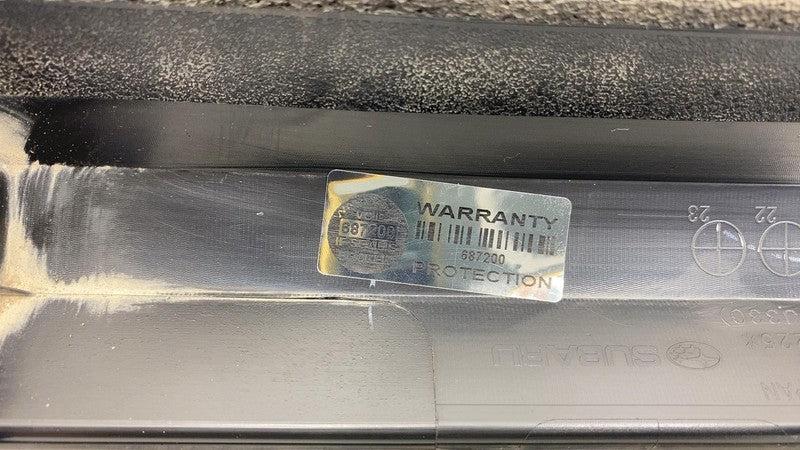 VOID
687200
WARRANTY
687200
PROTECTION
23
22
SUBARU